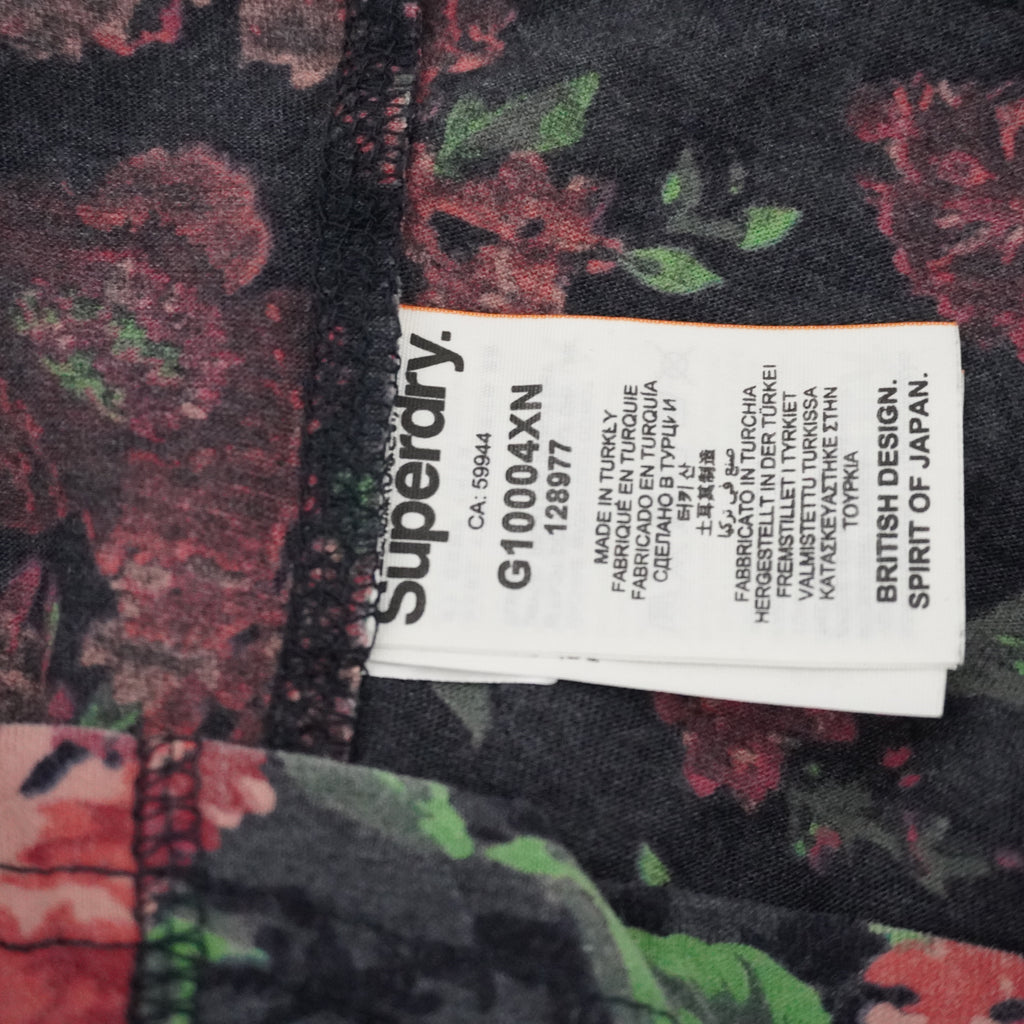 Superdry.
CA: 59944
G10004XN
128977
MADE IN TURKLY
FABRIQUÉ EN TURQUIE
FABRICADO EN TURQUÍA
СДЕЛАНО В ТУРЦИИ
터키 산
土耳其制造
صنع في تركيا
FABBRICATO IN TURCHIA
HERGESTELLT IN DER TÜRKEI
FREMSTILLET I TYRKIET
VALMISTETTU TURKISSA
ΚΑΤΑΣΚΕΥΑΣΤΗΚΕ ΣΤΗΝ
ΤΟΥΡΚΙΑ
BRITISH DESIGN.
SPIRIT OF JAPAN.